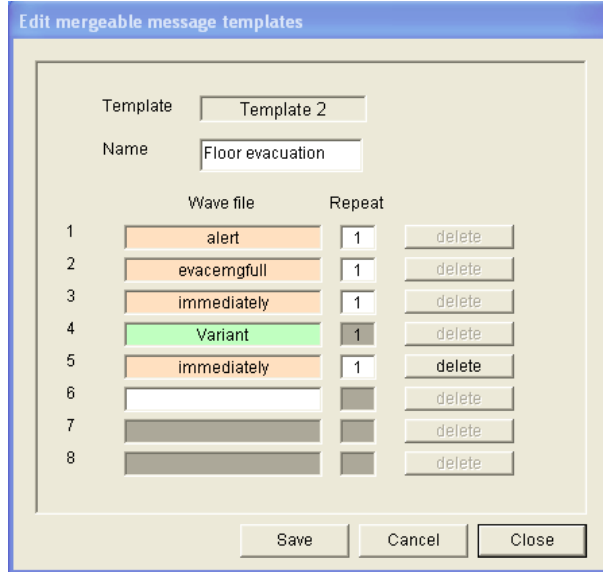 Edit mergeable message templates
Template Template 2
Name Floor evacuation
Wave file Repeat
1 alert 1 delete
2 evacemgfull 1 delete
3 immediately 1 delete
4 Variant 1 delete
5 immediately 1 delete
6 delete
7 delete
8 delete
Save Cancel Close